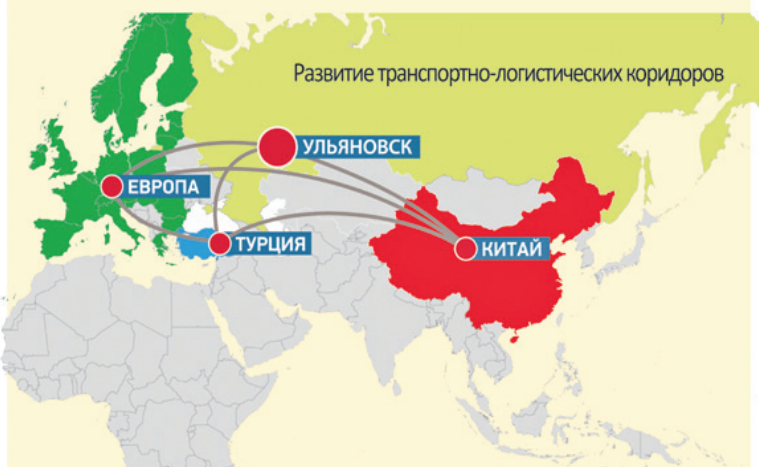 Развитие транспортно-логистических коридоров
УЛЬЯНОВСК
ЕВРОПА
ТУРЦИЯ
КИТАЙ